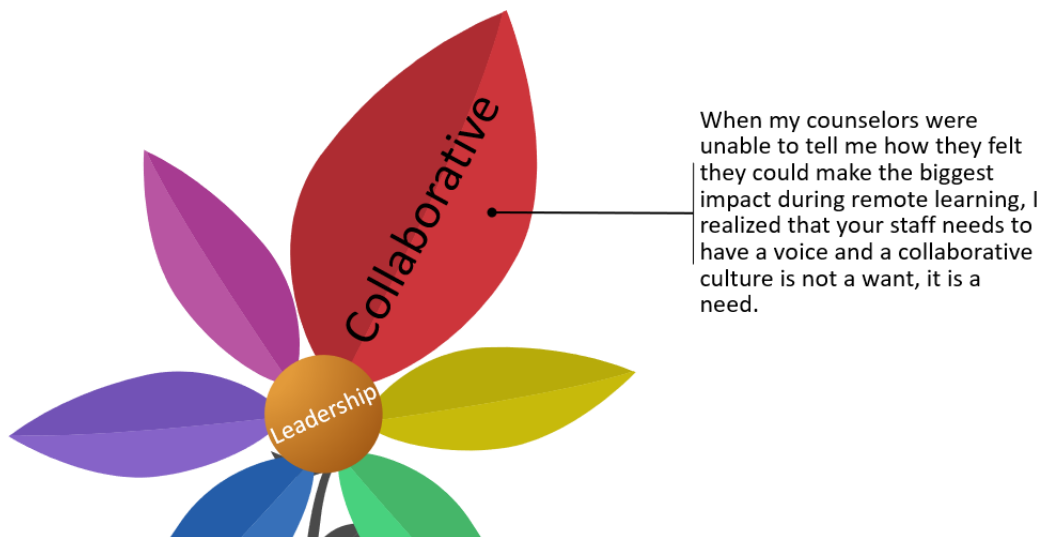 Collaborative
Leadership
When my counselors were
unable to tell me how they felt
they could make the biggest
impact during remote learning, I
realized that your staff needs to
have a voice and a collaborative
culture is not a want, it is a
need.